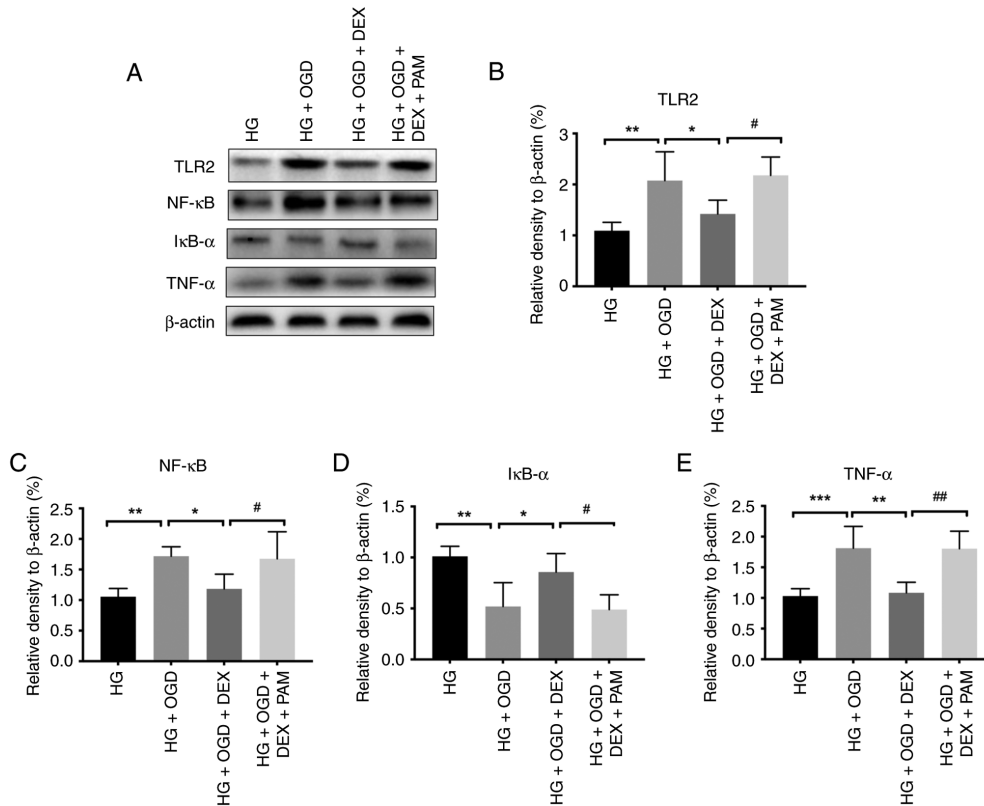 A
HG
HG + OGD
HG + OGD + DEX
HG + OGD +
DEX + PAM
TLR2
NF-κB
IκB-α
TNF-α
β-actin
B
TLR2
Relative density to β-actin (%)
3
2
1
0
**
*
#
HG
HG + OGD
HG + OGD + DEX
HG + OGD +
DEX + PAM
C
NF-κB
Relative density to β-actin (%)
2.5
2.0
1.5
1.0
0.5
0.0
**
*
#
HG
HG + OGD
HG + OGD + DEX
HG + OGD +
DEX + PAM
D
IκB-α
Relative density to β-actin (%)
1.5
1.0
0.5
0.0
**
*
#
HG
HG + OGD
HG + OGD + DEX
HG + OGD +
DEX + PAM
E
TNF-α
Relative density to β-actin (%)
2.5
2.0
1.5
1.0
0.5
0.0
***
**
##
HG
HG + OGD
HG + OGD + DEX
HG + OGD +
DEX + PAM